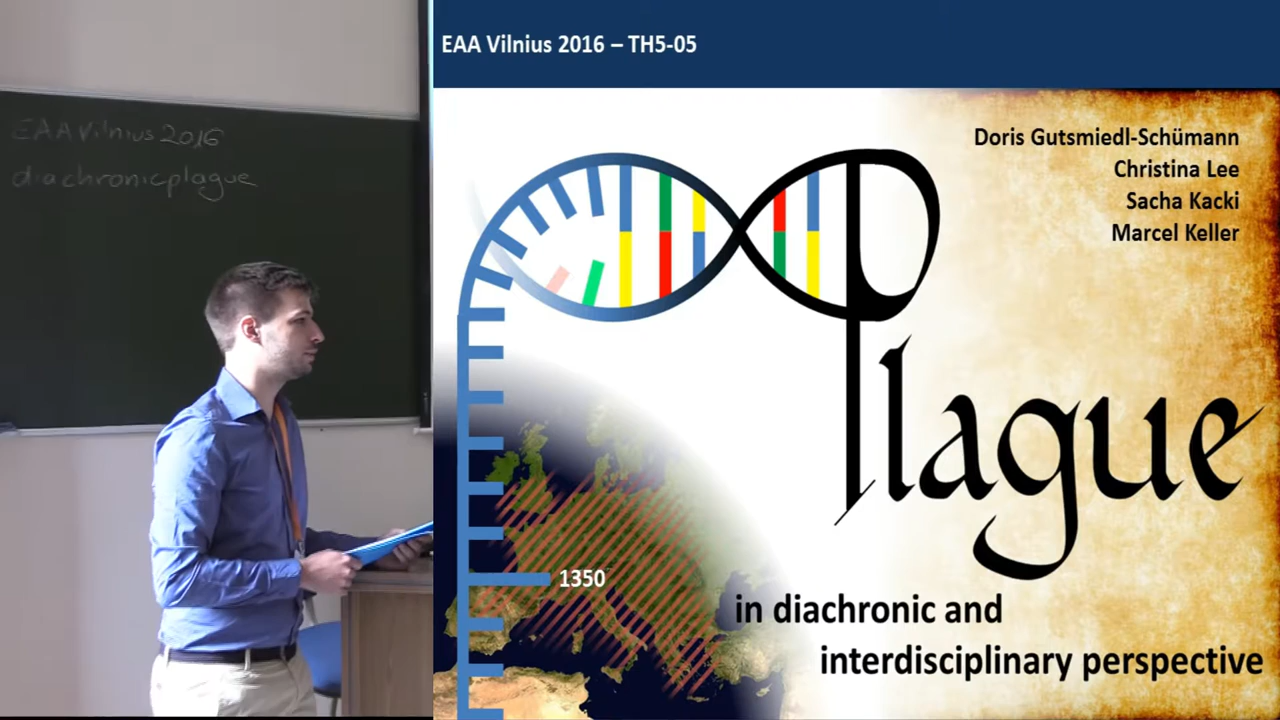 EAA Vilnius 2016
diachronicplague
EAA Vilnius 2016 – TH5-05
Doris Gutsmiedl-Schümann
Christina Lee
Sacha Kacki
Marcel Keller
Plague
1350
in diachronic and
interdisciplinary perspective